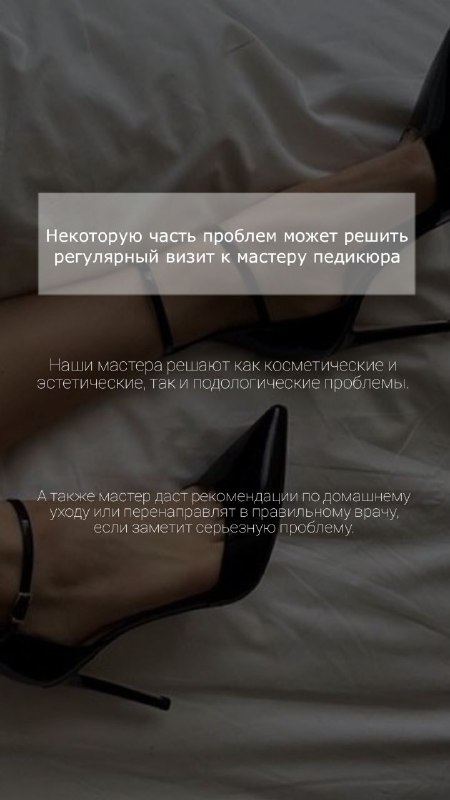 Некоторую часть проблем может решить
регулярный визит к мастеру педикюра
Наши мастера решают как косметические и
эстетические, так и подологические проблемы.
А также мастер даст рекомендации по домашнему
уходу или перенаправлят в правильному врачу,
если заметит серьезную проблему.